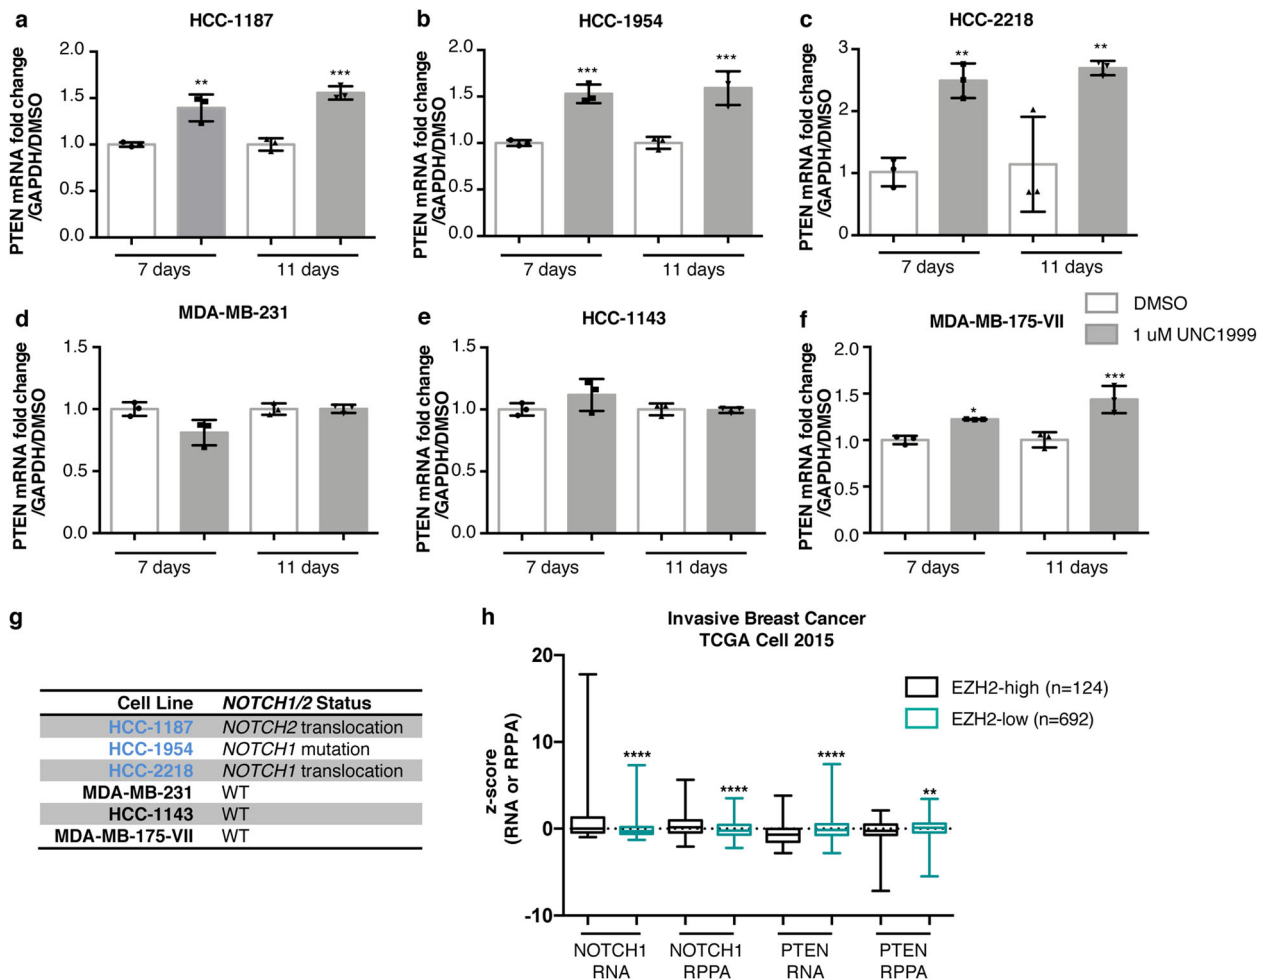 a
HCC-1187
PTEN mRNA fold change
/GAPDH/DMSO
2.0
1.5
1.0
0.5
0.0
**
***
7 days
11 days
b
HCC-1954
PTEN mRNA fold change
/GAPDH/DMSO
2.0
1.5
1.0
0.5
0.0
***
***
7 days
11 days
c
HCC-2218
PTEN mRNA fold change
/GAPDH/DMSO
3
2
1
0
**
**
7 days
11 days
d
MDA-MB-231
PTEN mRNA fold change
/GAPDH/DMSO
1.5
1.0
0.5
0.0
7 days
11 days
e
HCC-1143
PTEN mRNA fold change
/GAPDH/DMSO
1.5
1.0
0.5
0.0
7 days
11 days
f
MDA-MB-175-VII
DMSO
1 uM UNC1999
PTEN mRNA fold change
/GAPDH/DMSO
2.0
1.5
1.0
0.5
0.0
*
***
7 days
11 days
g
Cell Line NOTCH1/2 Status
HCC-1187 NOTCH2 translocation
HCC-1954 NOTCH1 mutation
HCC-2218 NOTCH1 translocation
MDA-MB-231 WT
HCC-1143 WT
MDA-MB-175-VII WT
h
Invasive Breast Cancer
TCGA Cell 2015
z-score
(RNA or RPPA)
20
10
0
-10
****
****
****
**
EZH2-high (n=124)
EZH2-low (n=692)
NOTCH1
RNA
NOTCH1
RPPA
PTEN
RNA
PTEN
RPPA